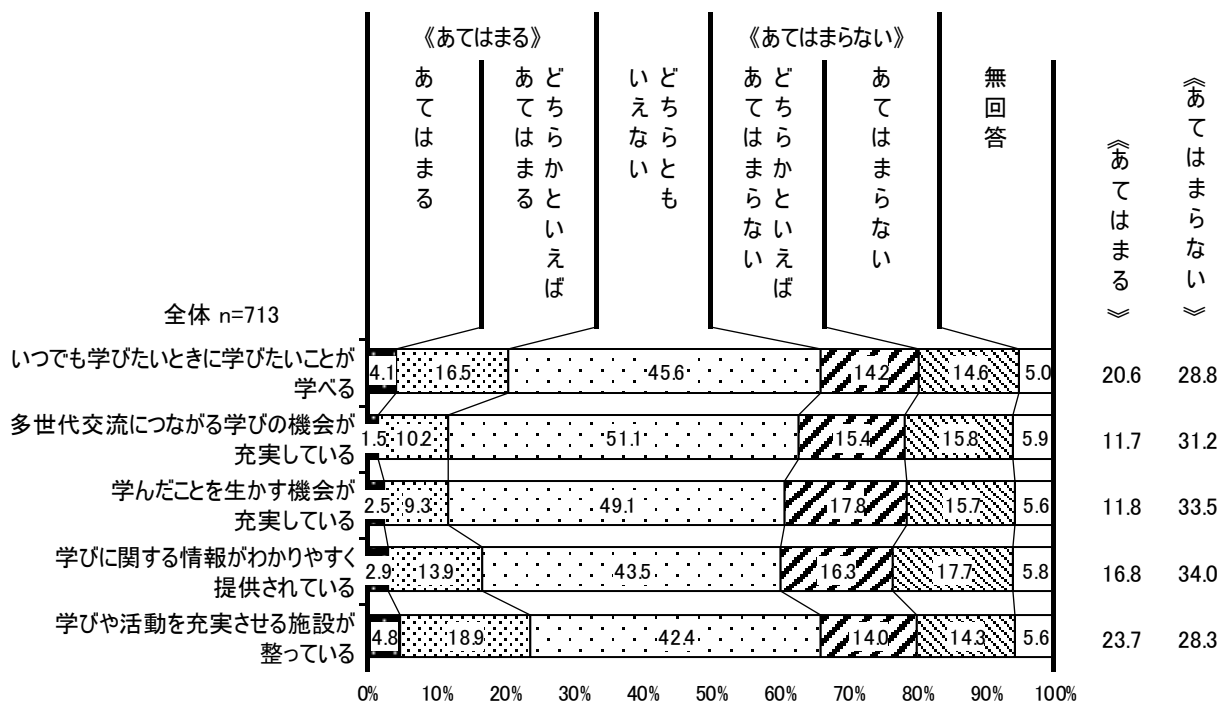 《あてはまる》
《あてはまらない》
あてはまる
どちらかといえば
あてはまる
どちらとも
いえない
どちらかといえば
あてはまらない
あてはまらない
無回答
《あてはまる》
《あてはまらない》
全体 n=713
いつでも学びたいときに学びたいことが
学べる
4.1 16.5 45.6 14.2 14.6 5.0 20.6 28.8
多世代交流につながる学びの機会が
充実している
1.5 10.2 51.1 15.4 15.8 5.9 11.7 31.2
学んだことを生かす機会が
充実している
2.5 9.3 49.1 17.8 15.7 5.6 11.8 33.5
学びに関する情報がわかりやすく
提供されている
2.9 13.9 43.5 16.3 17.7 5.8 16.8 34.0
学びや活動を充実させる施設が
整っている
4.8 18.9 42.4 14.0 14.3 5.6 23.7 28.3
0% 10% 20% 30% 40% 50% 60% 70% 80% 90% 100%